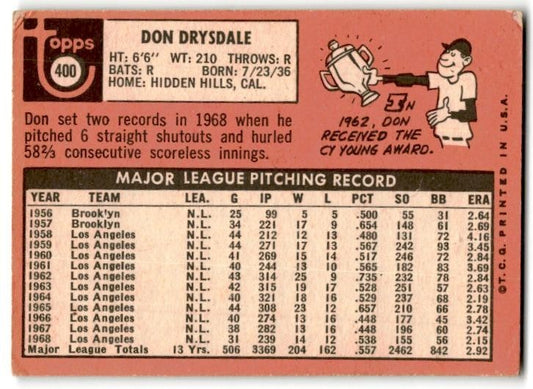 topps
400
DON DRYSDALE
HT: 6'6" WT: 210 THROWS: R
BATS: R BORN: 7/23/36
HOME: HIDDEN HILLS, CAL.
Don set two records in 1968 when he
pitched 6 straight shutouts and hurled
58⅔ consecutive scoreless innings.
IN
1962, DON
RECEIVED THE
CY YOUNG AWARD.
MAJOR LEAGUE PITCHING RECORD
YEAR TEAM LEA. G IP W L PCT SO BB ERA
1956 Brooklyn N.L. 25 99 5 5 .500 55 31 2.64
1957 Brooklyn N.L. 34 221 17 9 .654 148 61 2.69
1958 Los Angeles N.L. 44 212 12 13 .480 131 72 4.16
1959 Los Angeles N.L. 44 271 17 13 .567 242 93 3.45
1960 Los Angeles N.L. 41 269 15 14 .517 246 72 2.84
1961 Los Angeles N.L. 40 244 13 10 .565 182 83 3.69
1962 Los Angeles N.L. 43 314 25 9 .735 232 78 2.84
1963 Los Angeles N.L. 42 315 19 17 .528 251 57 2.63
1964 Los Angeles N.L. 40 321 18 16 .529 237 68 2.19
1965 Los Angeles N.L. 44 308 23 12 .657 210 66 2.78
1966 Los Angeles N.L. 40 274 13 16 .448 177 45 3.42
1967 Los Angeles N.L. 38 282 13 16 .448 196 60 2.74
1968 Los Angeles N.L. 31 239 14 12 .538 155 56 2.15
Major League Totals 13 Yrs. 506 3369 204 162 .557 2462 842 2.92
©T.C.G. PRINTED IN U.S.A.